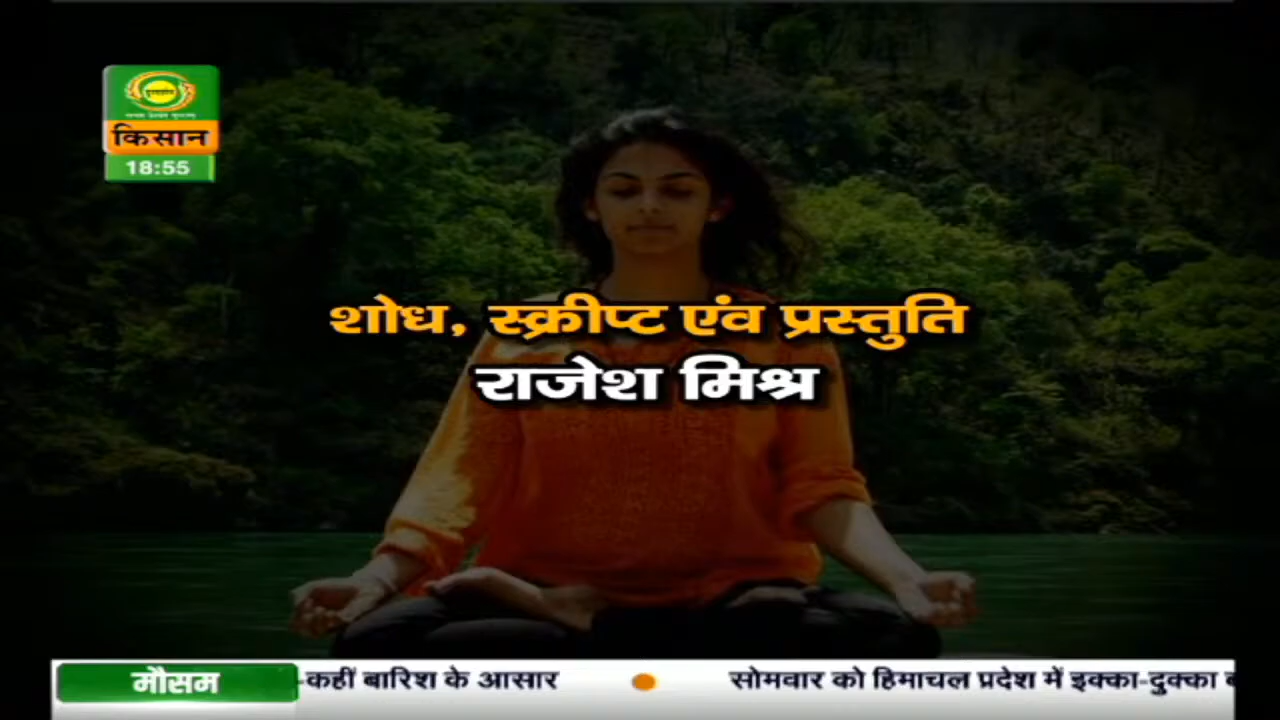 किसान
18:55
शोध, स्क्रीप्ट एंव प्रस्तुति
राजेश मिश्र
मौसम
-कहीं बारिश के आसार
सोमवार को हिमाचल प्रदेश में इक्का-दुक्का